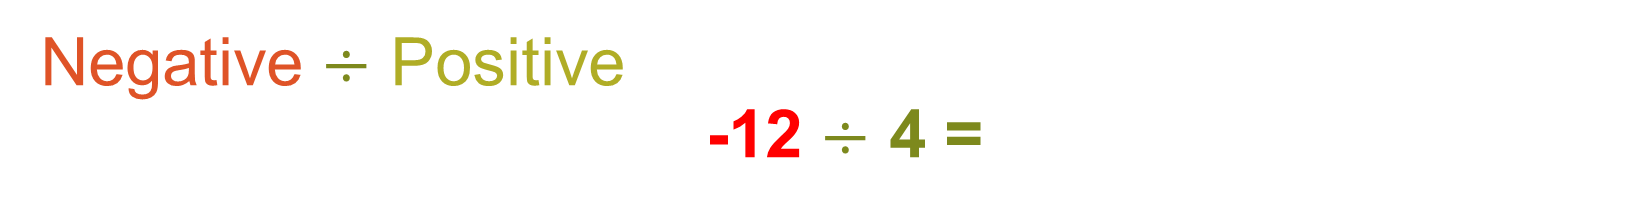 Negative ÷ Positive
-12 ÷ 4 =